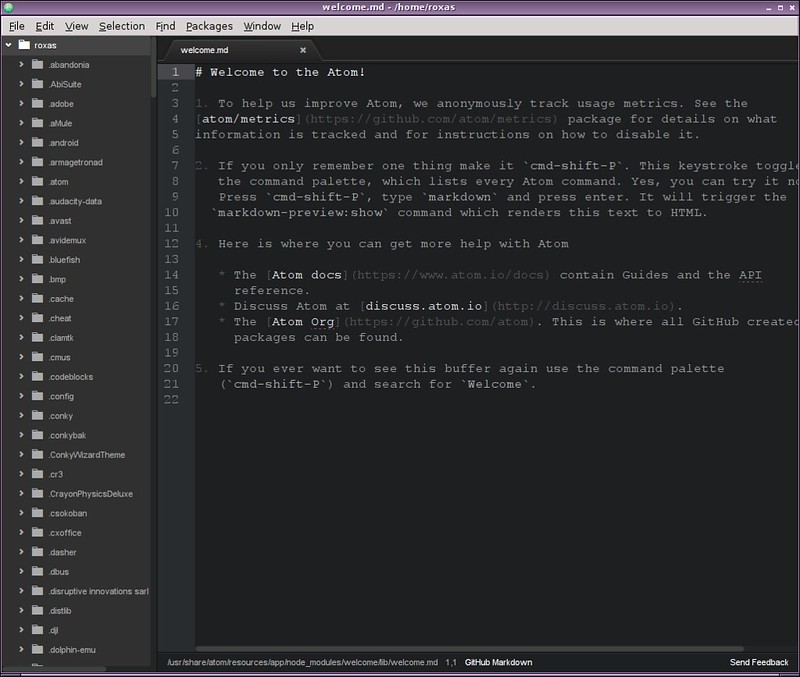 welcome.md - /home/roxas
File Edit View Selection Find Packages Window Help
roxas
.abandonia
.AbiSuite
.adobe
.aMule
.android
.armagetronad
.atom
.audacity-data
.avast
.avidemux
.bluefish
.bmp
.cache
.cheat
.clamtk
.cmus
.codeblocks
.config
.conky
.conkybak
.ConkyWizardTheme
.cr3
.CrayonPhysicsDeluxe
.csokoban
.cxoffice
.dasher
.dbus
.disruptive innovations sarl
.distlib
.djl
.dolphin-emu
welcome.md
1 # Welcome to the Atom!
2
3 1. To help us improve Atom, we anonymously track usage metrics. See the
4 [atom/metrics](https://github.com/atom/metrics) package for details on what
5 information is tracked and for instructions on how to disable it.
6
7 2. If you only remember one thing make it `cmd-shift-P`. This keystroke toggle
8 the command palette, which lists every Atom command. Yes, you can try it no
9 Press `cmd-shift-P`, type `markdown` and press enter. It will trigger the
10 `markdown-preview:show` command which renders this text to HTML.
11
12 4. Here is where you can get more help with Atom
13
14 * The [Atom docs](https://www.atom.io/docs) contain Guides and the API
15 reference.
16 * Discuss Atom at [discuss.atom.io](http://discuss.atom.io).
17 * The [Atom Org](https://github.com/atom). This is where all GitHub created
18 packages can be found.
19
20 5. If you ever want to see this buffer again use the command palette
21 (`cmd-shift-P`) and search for `Welcome`.
22
/usr/share/atom/resources/app/node_modules/welcome/lib/welcome.md 1,1 GitHub Markdown Send Feedback